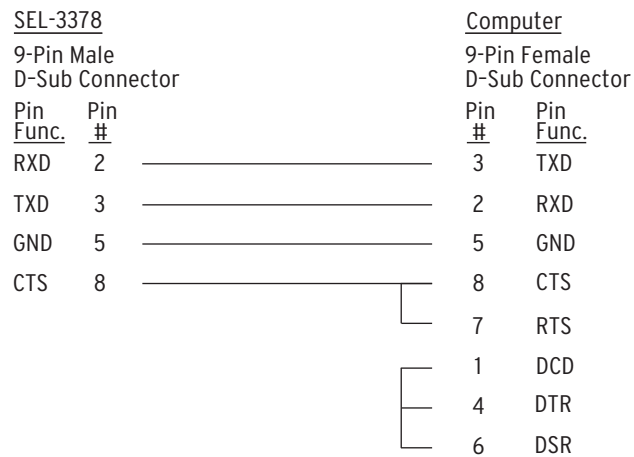 SEL-3378 Computer
9-Pin Male 9-Pin Female
D-Sub Connector D-Sub Connector
Pin Pin Pin Pin
Func. # # Func.
RXD 2 3 TXD
TXD 3 2 RXD
GND 5 5 GND
CTS 8 8 CTS
7 RTS
1 DCD
4 DTR
6 DSR